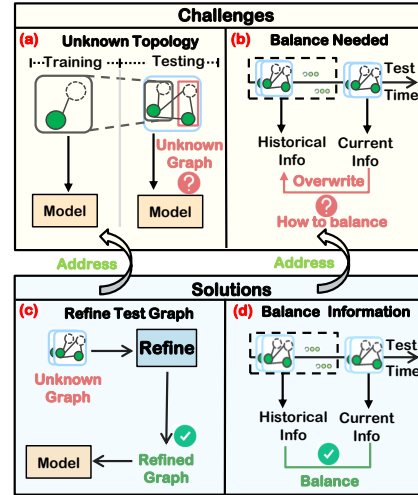 Challenges
(a) Unknown Topology
Training
Testing
Unknown
Graph
?
Model
Model
(b) Balance Needed
Test
Time
Historical
Info
Current
Info
Overwrite
?
How to balance
Address
Address
Solutions
(c) Refine Test Graph
Unknown
Graph
Refine
Refined
Graph
Model
(d) Balance Information
Test
Time
Historical
Info
Current
Info
Balance